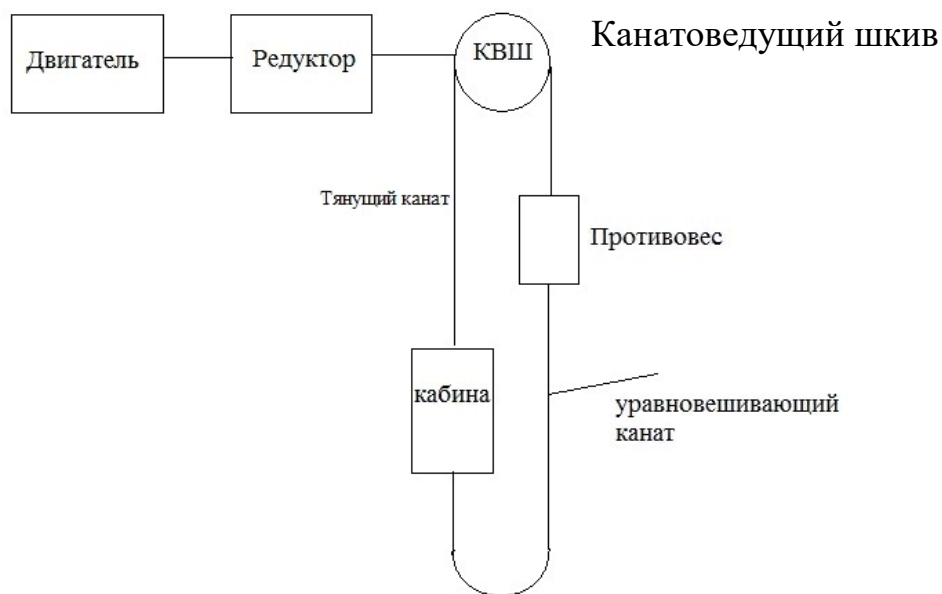 Двигатель
Редуктор
КВШ
Канатоведущий шкив
Тянущий канат
Противовес
кабина
уравновешивающий
канат